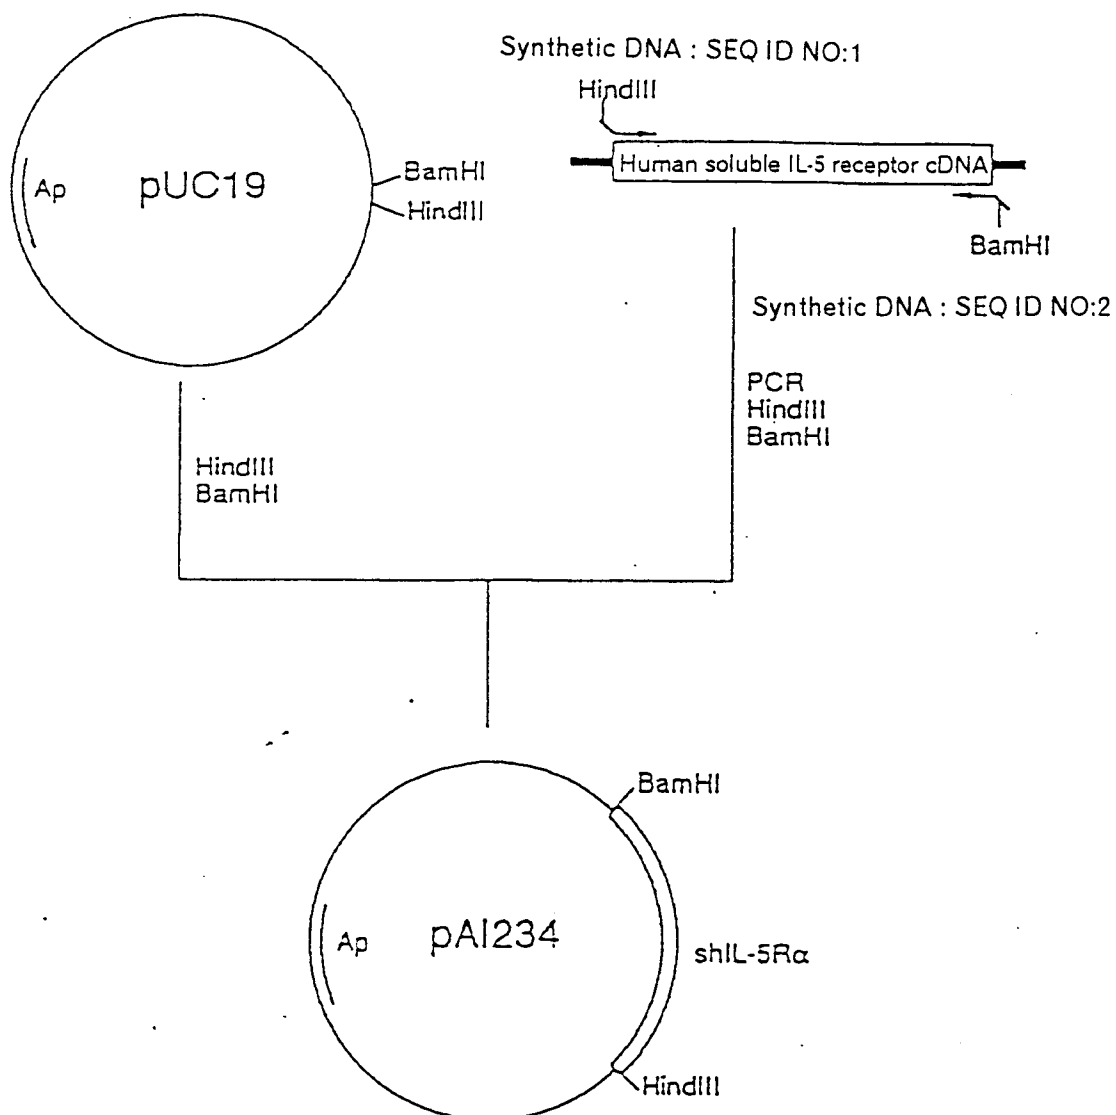 Synthetic DNA : SEQ ID NO:1
HindIII
Human soluble IL-5 receptor cDNA
BamHI
Synthetic DNA : SEQ ID NO:2
Ap
pUC19
BamHI
HindIII
PCR
HindIII
BamHI
HindIII
BamHI
BamHI
Ap
pAI234
shIL-5Rα
HindIII